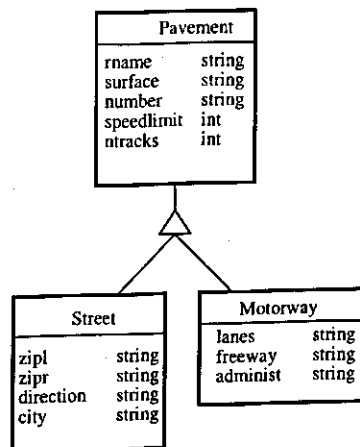 Pavement
rname string
surface string
number string
speedlimit int
ntracks int
Street
zipl string
zipr string
direction string
city string
Motorway
lanes string
freeway string
administ string